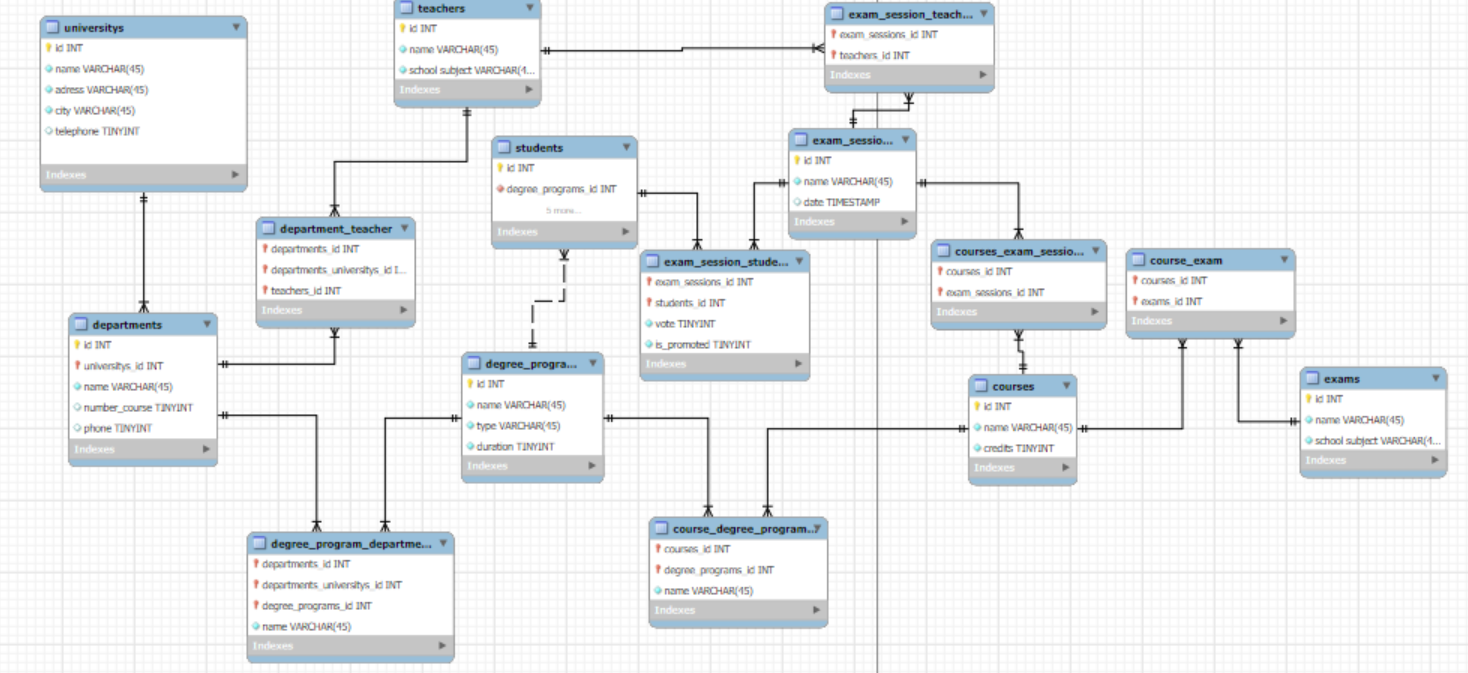 universitys
id INT
name VARCHAR(45)
adress VARCHAR(45)
city VARCHAR(45)
telephone TINYINT
Indexes
teachers
id INT
name VARCHAR(45)
school subject VARCHAR(4...
Indexes
exam_session_teach...
exam_sessions_id INT
teachers_id INT
Indexes
students
id INT
degree_programs_id INT
5 more...
Indexes
exam_sessio...
id INT
name VARCHAR(45)
date TIMESTAMP
Indexes
department_teacher
departments_id INT
departments_universitys_id I...
teachers_id INT
Indexes
exam_session_stude...
exam_sessions_id INT
students_id INT
vote TINYINT
is_promoted TINYINT
Indexes
courses_exam_sessio...
courses_id INT
exam_sessions_id INT
Indexes
course_exam
courses_id INT
exams_id INT
Indexes
departments
id INT
universitys_id INT
name VARCHAR(45)
number_course TINYINT
phone TINYINT
Indexes
degree_progra...
id INT
name VARCHAR(45)
type VARCHAR(45)
duration TINYINT
Indexes
courses
id INT
name VARCHAR(45)
credits TINYINT
Indexes
exams
id INT
name VARCHAR(45)
school subject VARCHAR(4...
Indexes
degree_program_departme...
departments_id INT
departments_universitys_id INT
degree_programs_id INT
name VARCHAR(45)
Indexes
course_degree_program...
courses_id INT
degree_programs_id INT
name VARCHAR(45)
Indexes